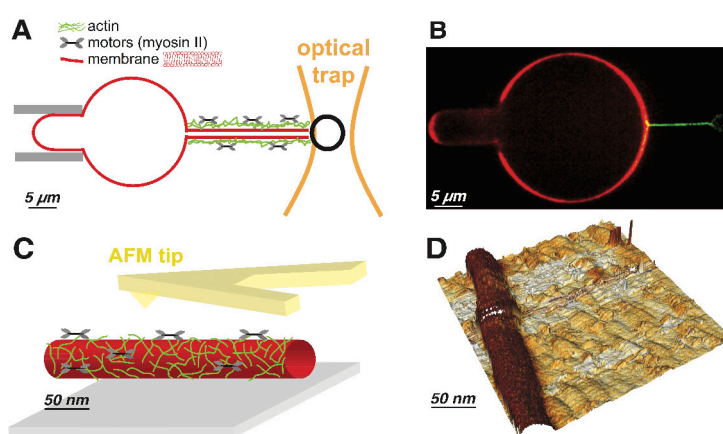 A
actin
motors (myosin II)
membrane
optical
trap
5 µm
B
5 µm
C
AFM tip
50 nm
D
50 nm